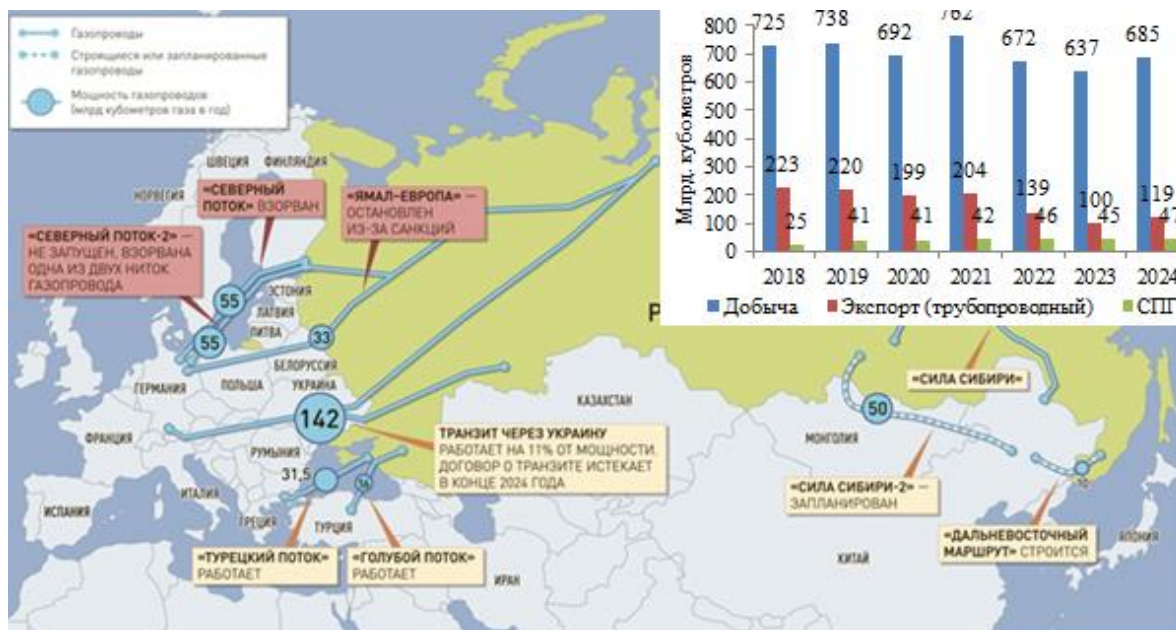 Газопроводы
Строящиеся или запланированные
газопроводы
Мощность газопроводов
(млрд кубометров газа в год)
ШВЕЦИЯ
ФИНЛЯНДИЯ
НОРВЕГИЯ
«СЕВЕРНЫЙ
ПОТОК» ВЗОРВАН
«ЯМАЛ–ЕВРОПА» —
ОСТАНОВЛЕН
ИЗ-ЗА САНКЦИЙ
«СЕВЕРНЫЙ ПОТОК-2» —
НЕ ЗАПУЩЕН, ВЗОРВАНА
ОДНА ИЗ ДВУХ НИТОК
ГАЗОПРОВОДА
55
55
ЭСТОНИЯ
ЛАТВИЯ
ЛИТВА
33
БЕЛОРУССИЯ
ГЕРМАНИЯ
ПОЛЬША
УКРАИНА
142
ФРАНЦИЯ
РУМЫНИЯ
31,5
16
ИТАЛИЯ
ИСПАНИЯ
ГРЕЦИЯ
ТУРЦИЯ
ИРАН
КАЗАХСТАН
ТРАНЗИТ ЧЕРЕЗ УКРАИНУ
РАБОТАЕТ НА 11% ОТ МОЩНОСТИ.
ДОГОВОР О ТРАНЗИТЕ ИСТЕКАЕТ
В КОНЦЕ 2024 ГОДА
«ТУРЕЦКИЙ ПОТОК»
РАБОТАЕТ
«ГОЛУБОЙ ПОТОК»
РАБОТАЕТ
Р
«СИЛА СИБИРИ»
50
МОНГОЛИЯ
«СИЛА СИБИРИ-2» —
ЗАПЛАНИРОВАН
10
«ДАЛЬНЕВОСТОЧНЫЙ
МАРШРУТ» СТРОИТСЯ
ЯПОНИЯ
КИТАЙ
Млрд. кубометров
800
700
600
500
400
300
200
100
0
725 738 692 762 672 637 685
223 220 199 204 139 100 119
25 41 41 42 46 45 47
2018 2019 2020 2021 2022 2023 2024
Добыча Экспорт (трубопроводный) СПГ